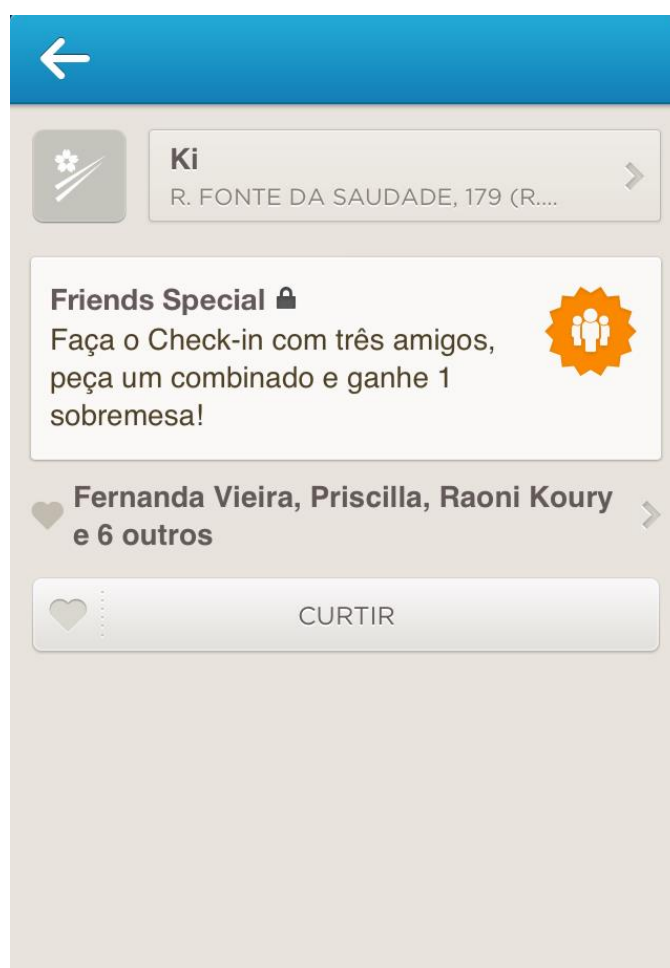 Ki
R. FONTE DA SAUDADE, 179 (R....
Friends Special
Faça o Check-in com três amigos,
peça um combinado e ganhe 1
sobremesa!
Fernanda Vieira, Priscilla, Raoni Koury
e 6 outros
CURTIR